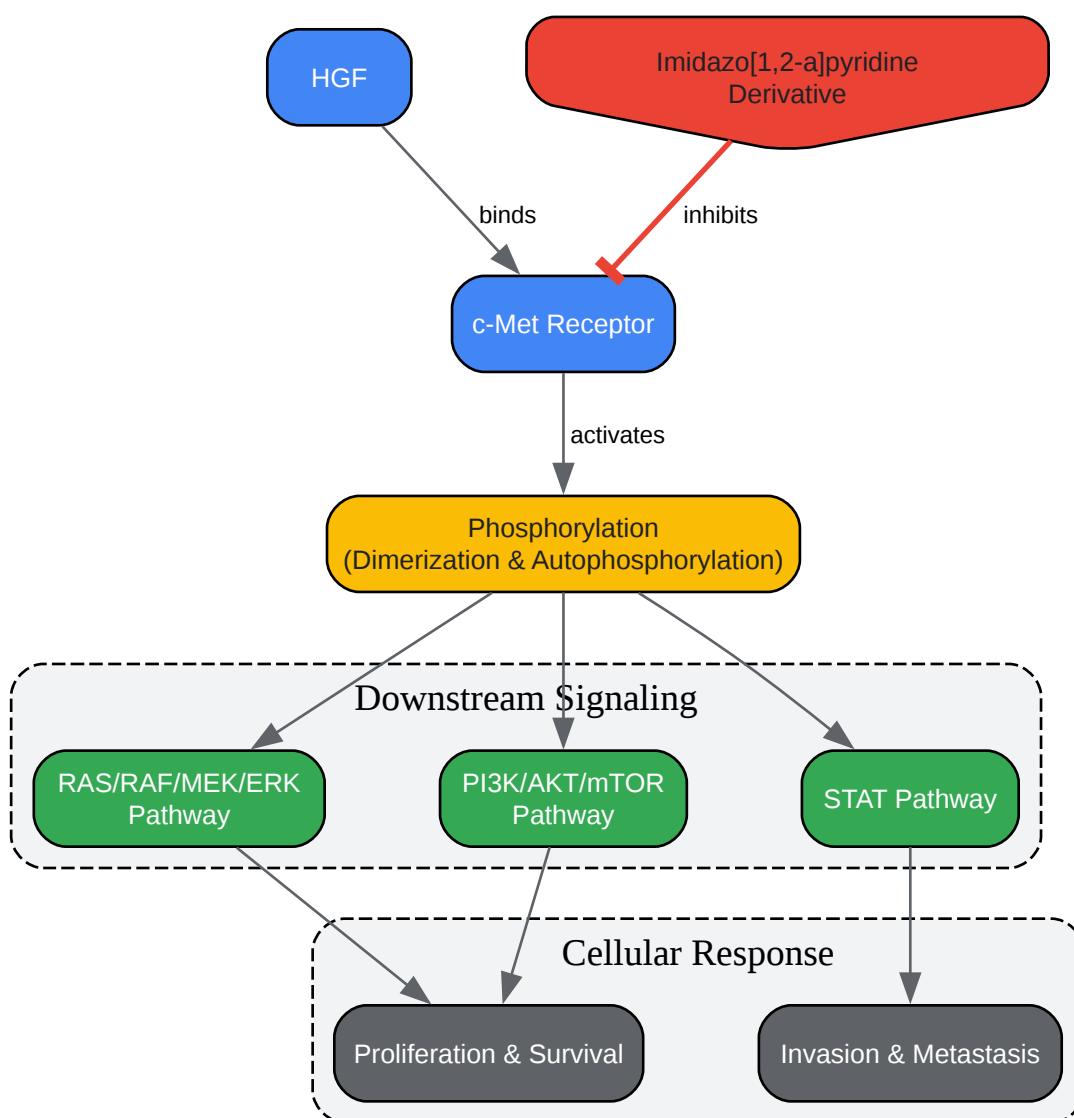 HGF
Imidazo[1,2-a]pyridine
Derivative
binds
inhibits
c-Met Receptor
activates
Phosphorylation
(Dimerization & Autophosphorylation)
Downstream Signaling
RAS/RAF/MEK/ERK
Pathway
PI3K/AKT/mTOR
Pathway
STAT Pathway
Cellular Response
Proliferation & Survival
Invasion & Metastasis